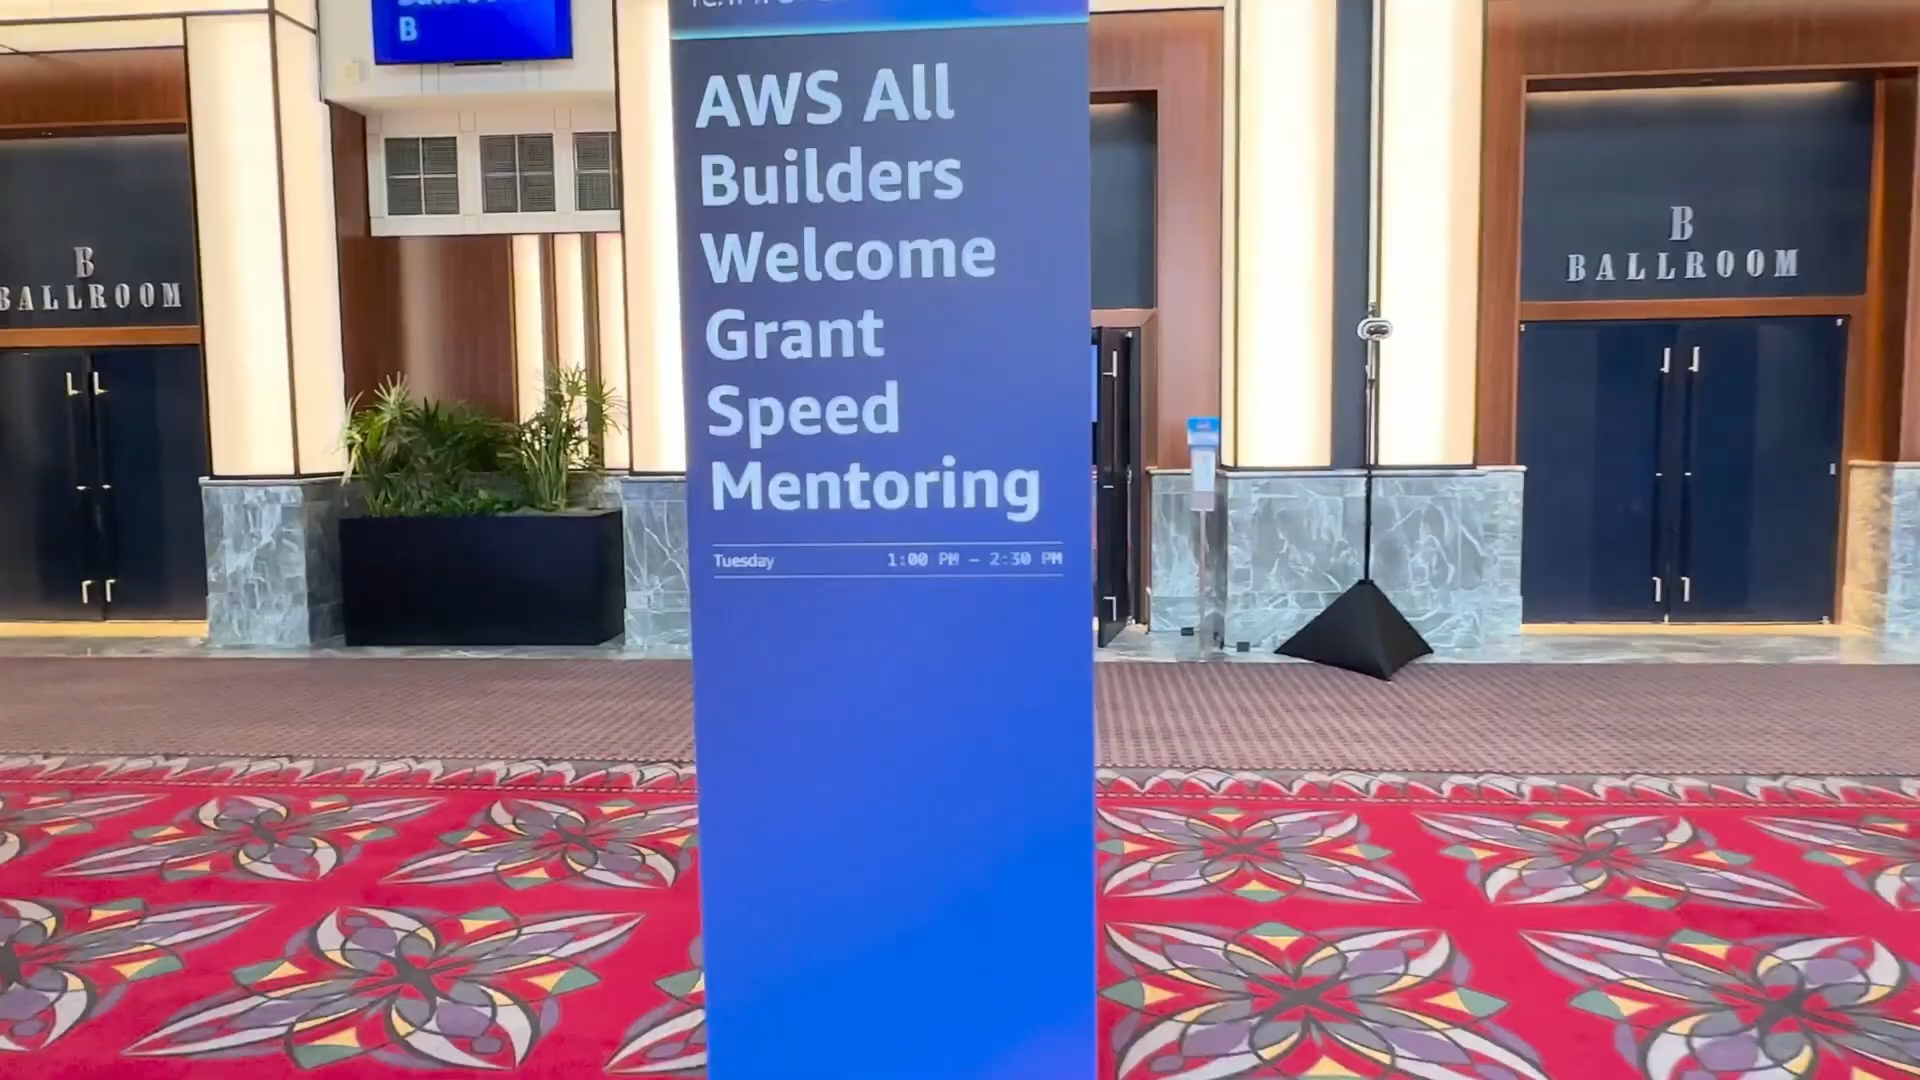 B
AWS All
Builders
Welcome
Grant
Speed
Mentoring
Tuesday 1:00 PM – 2:30 PM
B
BALLROOM
B
BALLROOM